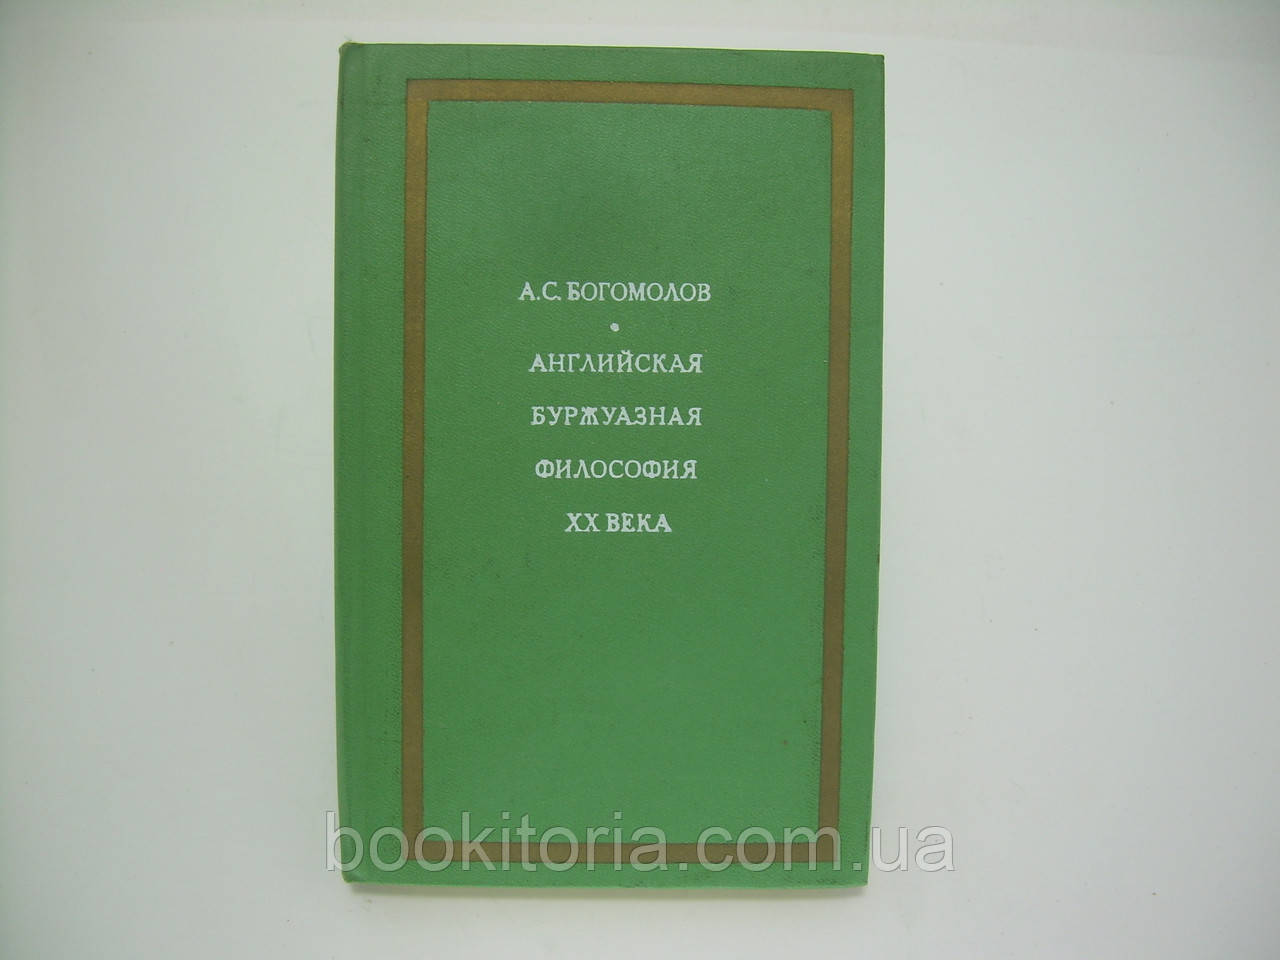 А.С. БОГОМОЛОВ
•
АНГЛИЙСКАЯ
БУРЖУАЗНАЯ
ФИЛОСОФИЯ
XX ВЕКА
bookitoria.com.ua